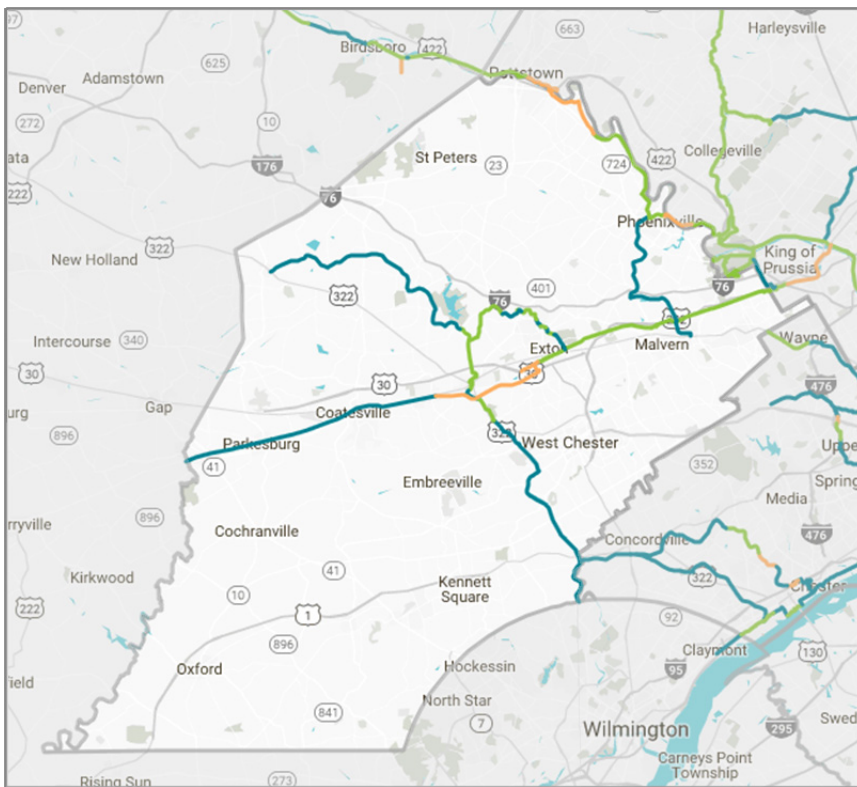 97
663
Harleysville
Birdsboro
422
625
Pottstown
Adamstown
Denver
272
10
Collegeville
422
724
St Peters
23
176
222
76
Phoenixville
322
New Holland
King of
Prussia
401
76
76
322
Intercourse
340
Exton
Malvern
Wayne
30
30
30
476
Gap
Coatesville
896
Parkesburg
322
West Chester
41
352
Embreeville
Media
Spring
896
Cochranville
Concordville
476
41
Kirkwood
Kennett
Square
322
Chester
10
222
1
92
896
Claymont
130
Oxford
Hockessin
95
North Star
841
7
Wilmington
295
Carneys Point
Township
Rising Sun
273